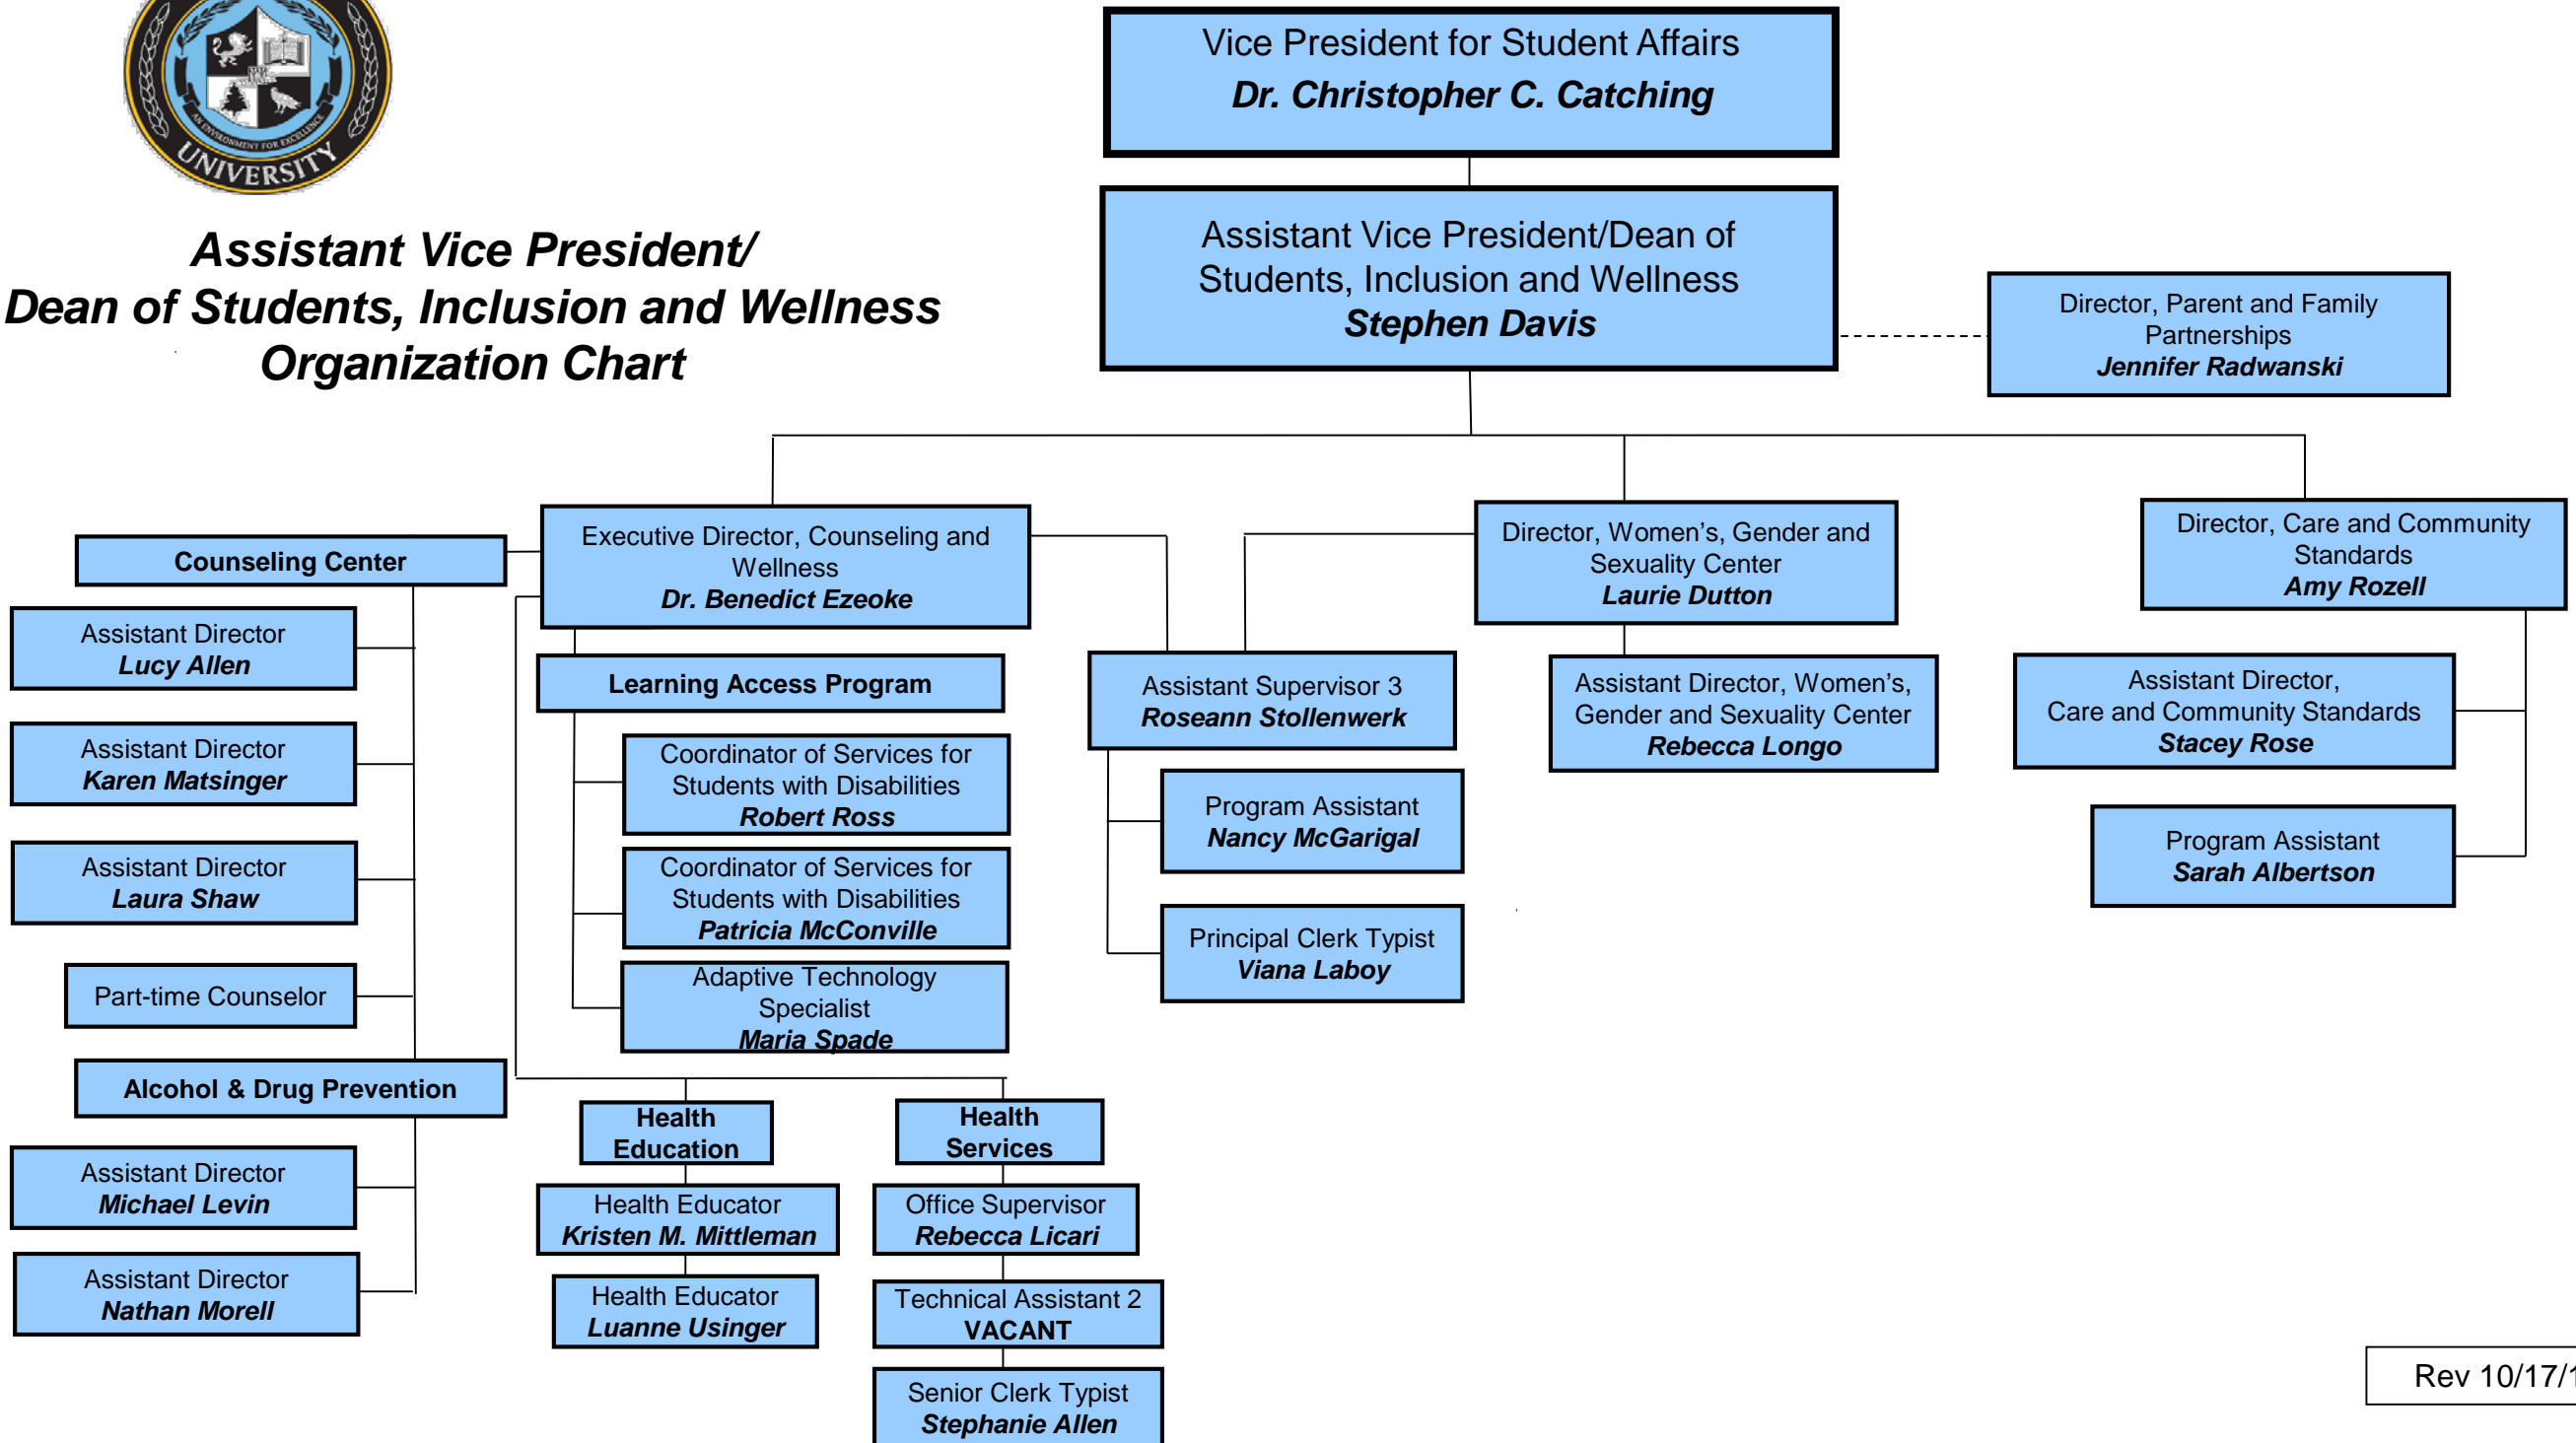 AN ENVIRONMENT FOR EXCELLENCE
UNIVERSITY
Assistant Vice President/
Dean of Students, Inclusion and Wellness
Organization Chart
Vice President for Student Affairs
Dr. Christopher C. Catching
Assistant Vice President/Dean of
Students, Inclusion and Wellness
Stephen Davis
Director, Parent and Family
Partnerships
Jennifer Radwanski
Counseling Center
Assistant Director
Lucy Allen
Assistant Director
Karen Matsinger
Assistant Director
Laura Shaw
Part-time Counselor
Alcohol & Drug Prevention
Assistant Director
Michael Levin
Assistant Director
Nathan Morell
Executive Director, Counseling and
Wellness
Dr. Benedict Ezeoke
Learning Access Program
Coordinator of Services for
Students with Disabilities
Robert Ross
Coordinator of Services for
Students with Disabilities
Patricia McConville
Adaptive Technology
Specialist
Maria Spade
Health
Education
Health Educator
Kristen M. Mittleman
Health Educator
Luanne Usinger
Health
Services
Office Supervisor
Rebecca Licari
Technical Assistant 2
VACANT
Senior Clerk Typist
Stephanie Allen
Assistant Supervisor 3
Roseann Stollenwerk
Program Assistant
Nancy McGarigal
Principal Clerk Typist
Viana Laboy
Director, Women’s, Gender and
Sexuality Center
Laurie Dutton
Assistant Director, Women’s,
Gender and Sexuality Center
Rebecca Longo
Director, Care and Community
Standards
Amy Rozell
Assistant Director,
Care and Community Standards
Stacey Rose
Program Assistant
Sarah Albertson
Rev 10/17/1